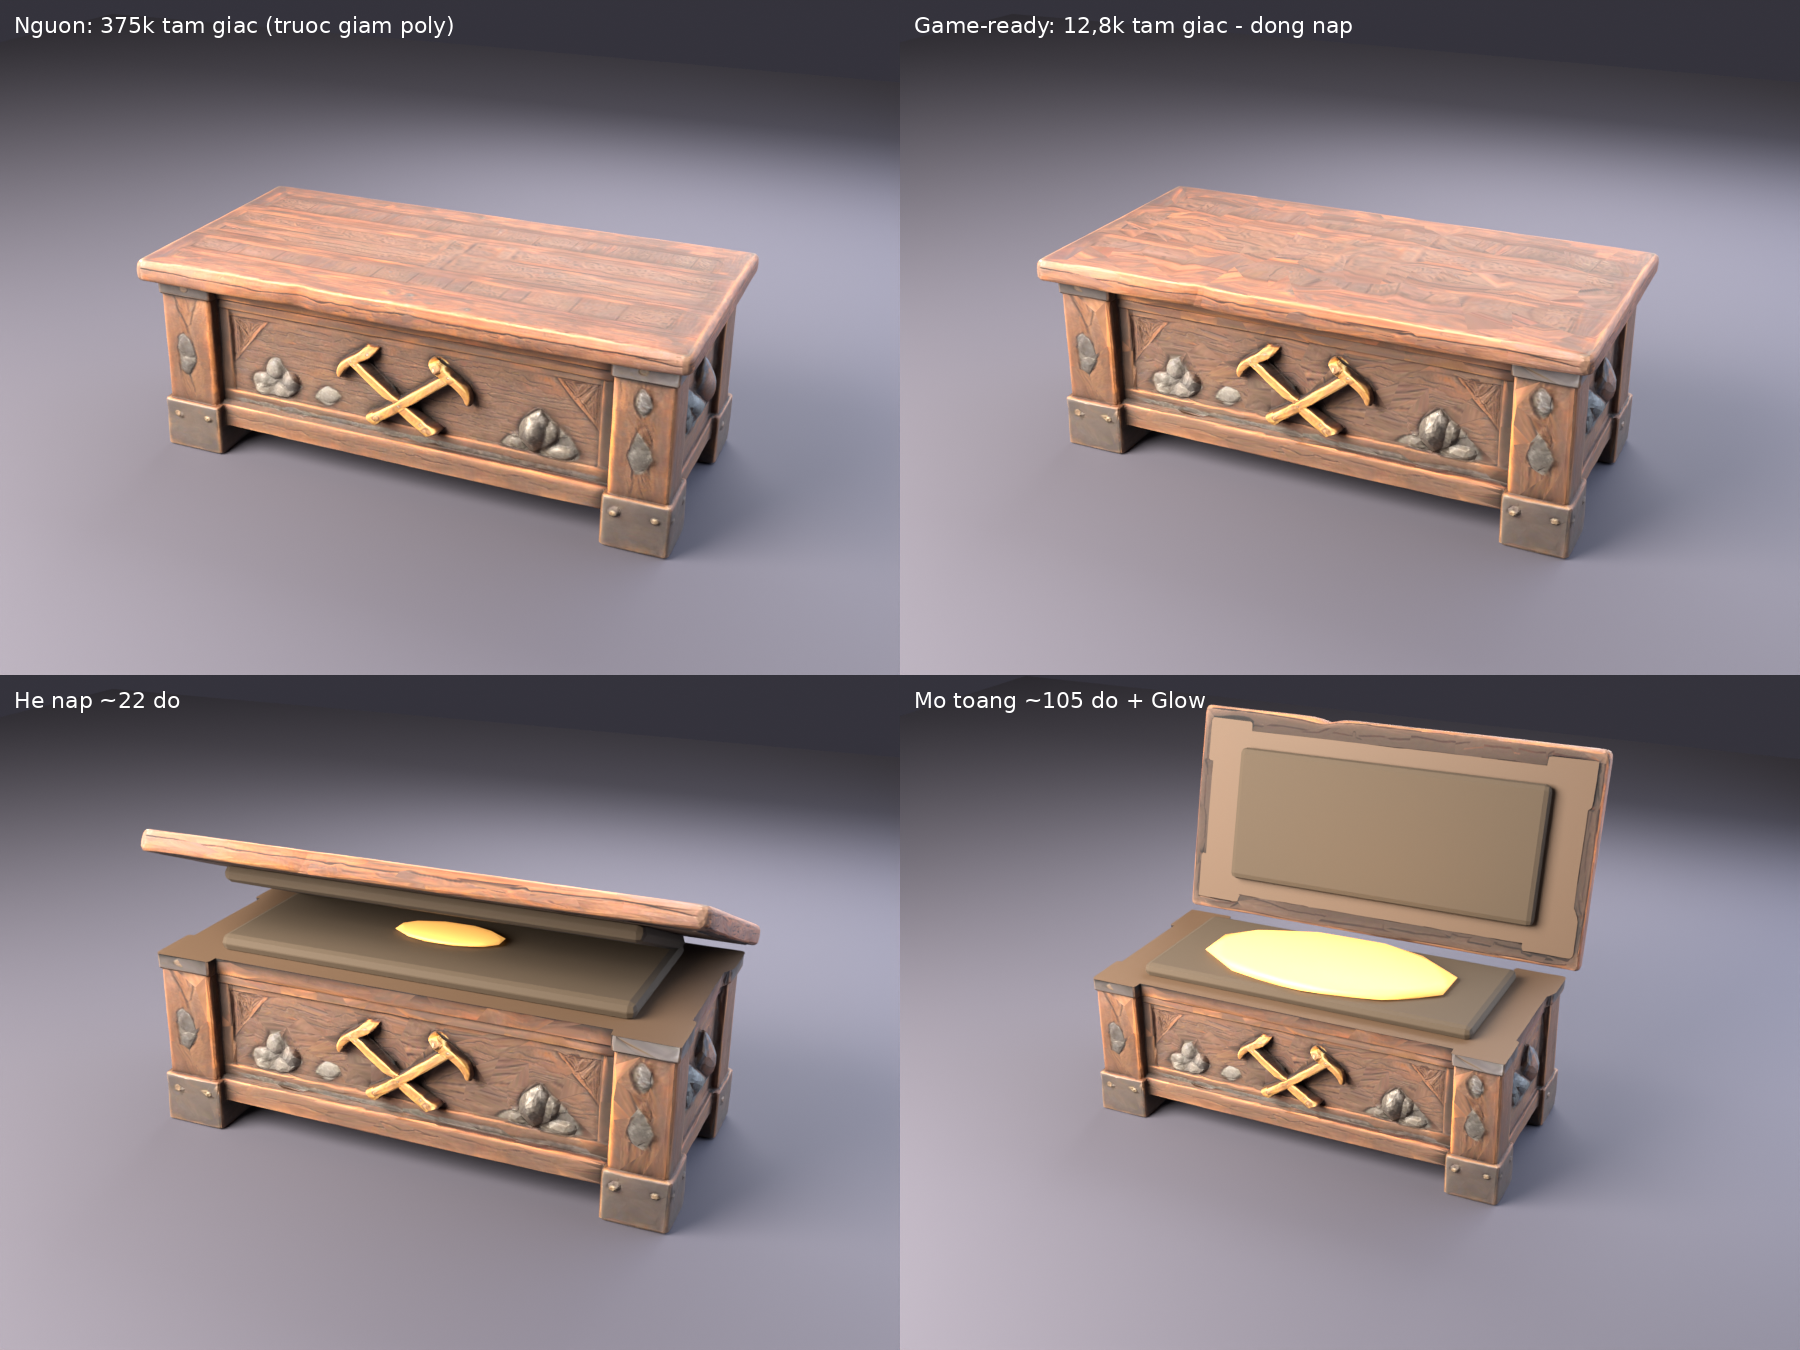 Nguon: 375k tam giac (truoc giam poly)
Game-ready: 12,8k tam giac - dong nap
He nap ~22 do
Mo toang ~105 do + Glow